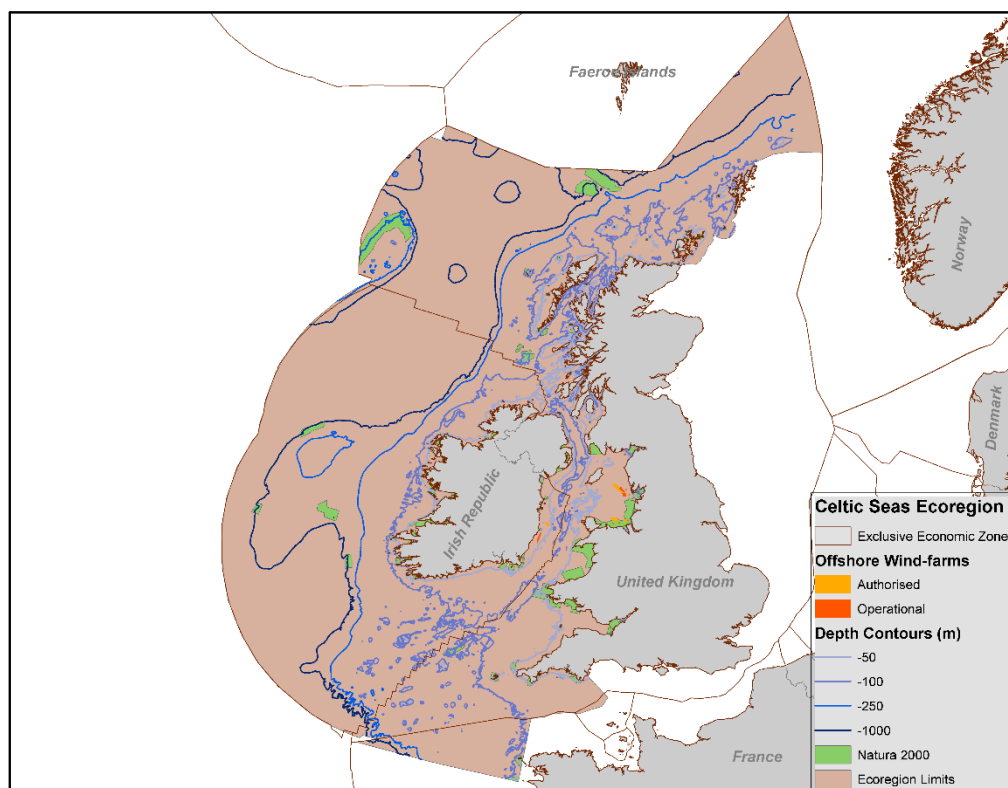 Faeroe Islands
Norway
Denmark
Irish Republic
United Kingdom
France
Celtic Seas Ecoregion
Exclusive Economic Zone
Offshore Wind-farms
Authorised
Operational
Depth Contours (m)
-50
-100
-250
-1000
Natura 2000
Ecoregion Limits